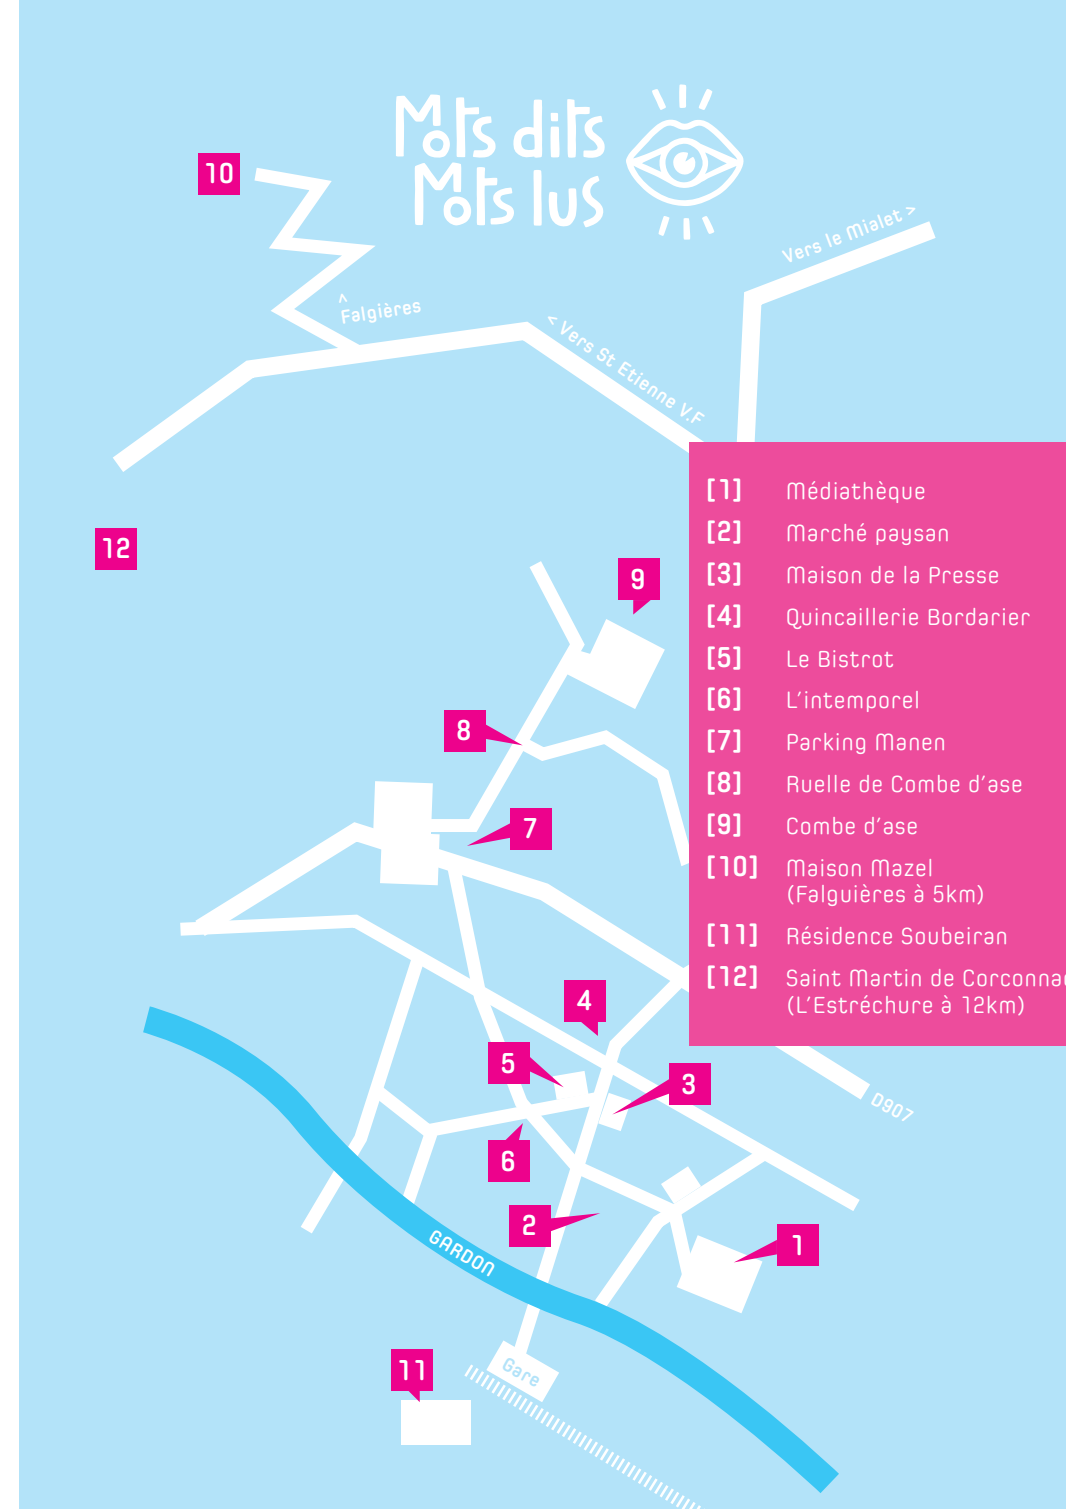 Mots dits
Mots lus
10
Vers le Mialet >
^
Falgières
< Vers St Etienne V.F
12
9
8
7
4
5
3
6
2
1
11
D907
GARDON
Gare
[1] Médiathèque
[2] Marché paysan
[3] Maison de la Presse
[4] Quincaillerie Bordarier
[5] Le Bistrot
[6] L'intemporel
[7] Parking Manen
[8] Ruelle de Combe d'ase
[9] Combe d'ase
[10] Maison Mazel
(Falguières à 5km)
[11] Résidence Soubeiran
[12] Saint Martin de
(L'Estréchure à 12km)